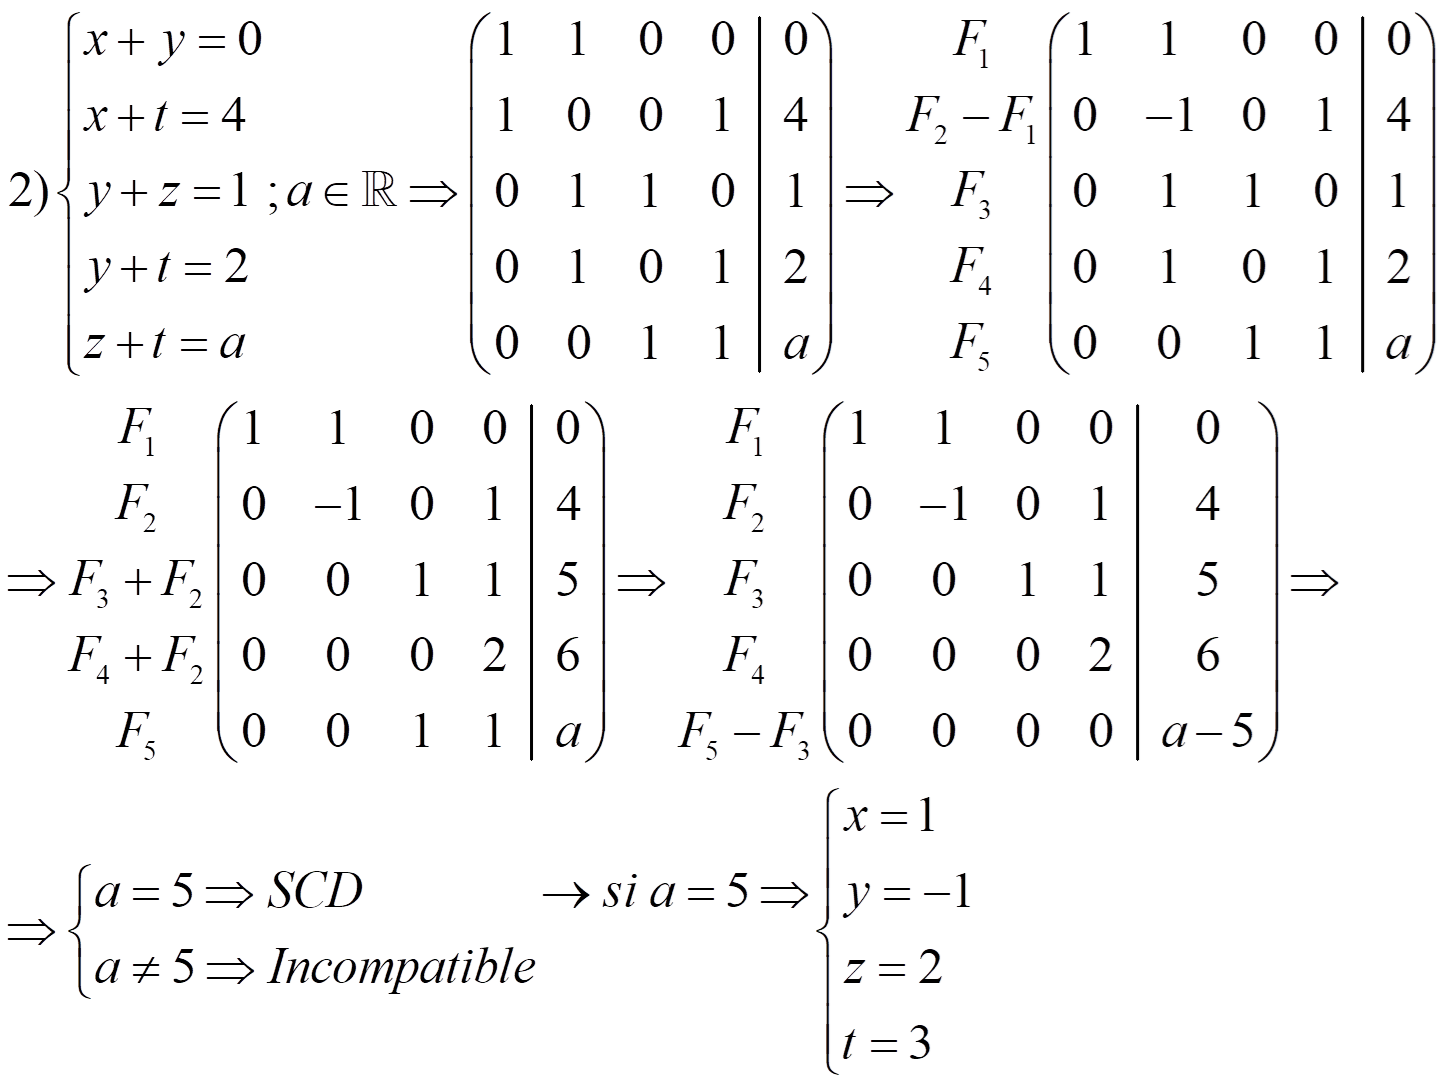 2) { x + y = 0 ; x + t = 4 ; y + z = 1 ; y + t = 2 ; z + t = a } ; a ∈ ℝ ⇒
( 1 1 0 0 | 0
1 0 0 1 | 4
0 1 1 0 | 1
0 1 0 1 | 2
0 0 1 1 | a ) ⇒
F₁ ( 1 1 0 0 | 0
F₂ − F₁ 0 −1 0 1 | 4
F₃ 0 1 1 0 | 1
F₄ 0 1 0 1 | 2
F₅ 0 0 1 1 | a )
⇒ F₁ ( 1 1 0 0 | 0
F₂ 0 −1 0 1 | 4
F₃ + F₂ 0 0 1 1 | 5
F₄ + F₂ 0 0 0 2 | 6
F₅ 0 0 1 1 | a ) ⇒
F₁ ( 1 1 0 0 | 0
F₂ 0 −1 0 1 | 4
F₃ 0 0 1 1 | 5
F₄ 0 0 0 2 | 6
F₅ − F₃ 0 0 0 0 | a − 5 ) ⇒
⇒ { a = 5 ⇒ SCD
a ≠ 5 ⇒ Incompatible
→ si a = 5 ⇒ { x = 1
y = −1
z = 2
t = 3